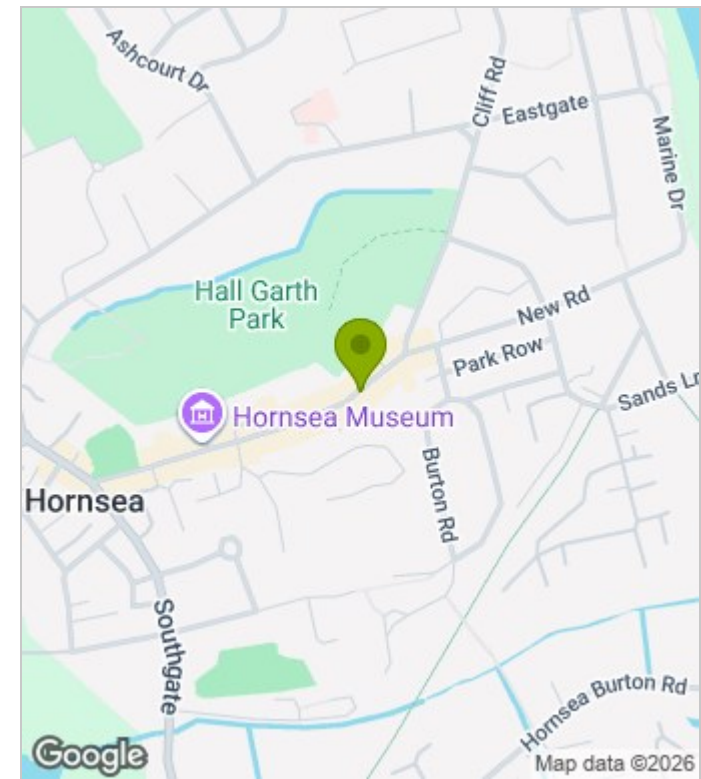 Ashcourt Dr
Cliff Rd
Eastgate
Marine Dr
Hall Garth
Park
New Rd
Park Row
Sands Ln
Hornsea Museum
Burton Rd
Hornsea
Southgate
Hornsea Burton Rd
Google
Map data ©2026